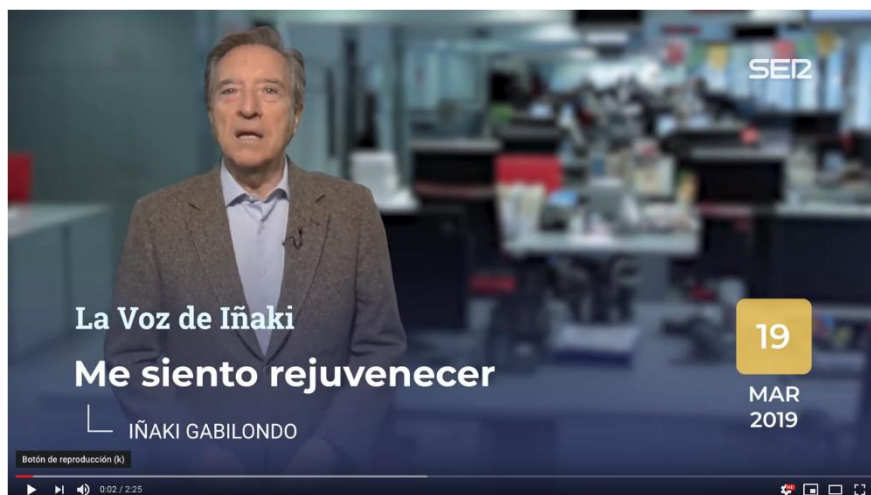 SER
La Voz de Iñaki
Me siento rejuvenecer
IÑAKI GABILONDO
19
MAR
2019
Botón de reproducción (k)
0:02 / 2:25
HD